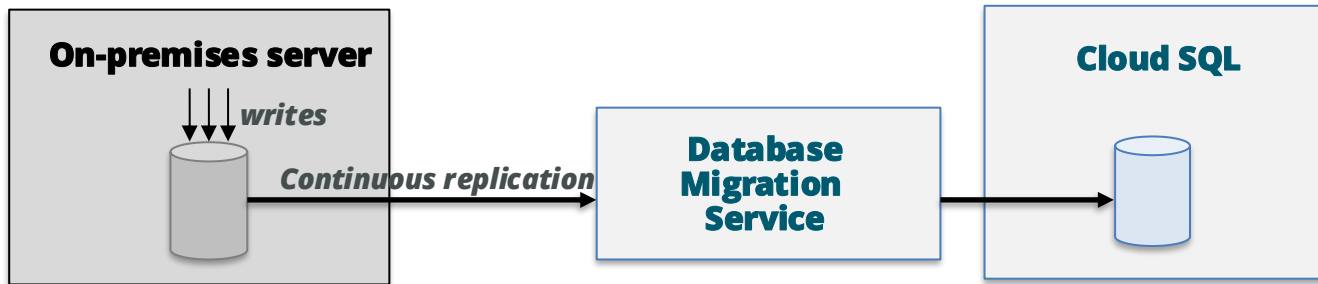 On-premises server
writes
Continuous replication
Database
Migration
Service
Cloud SQL